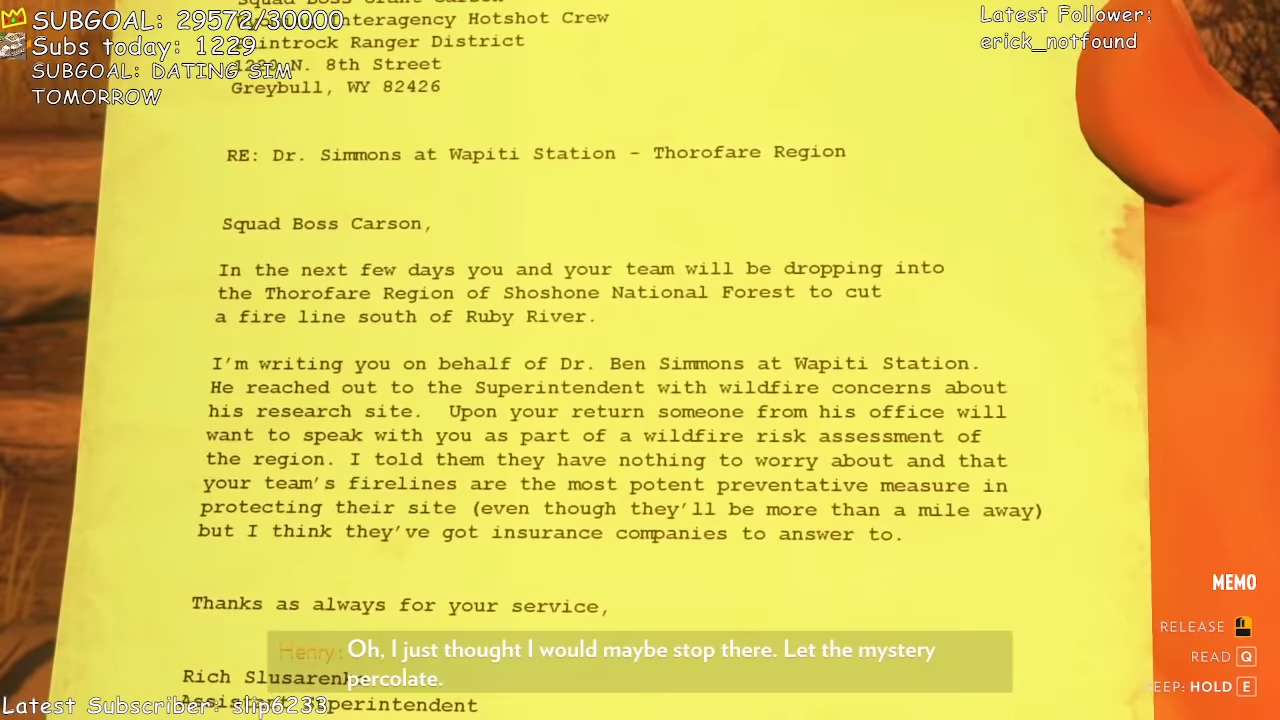 SUBGOAL: 29572/30000
Subs today: 1229
SUBGOAL: DATING SIM
TOMORROW
Latest Follower:
erick_notfound
Interagency Hotshot Crew
Ranger District
N. 8th Street
Greybull, WY 82426
RE: Dr. Simmons at Wapiti Station - Thorofare Region
Squad Boss Carson,
In the next few days you and your team will be dropping into
the Thorofare Region of Shoshone National Forest to cut
a fire line south of Ruby River.
I'm writing you on behalf of Dr. Ben Simmons at Wapiti Station.
He reached out to the Superintendent with wildfire concerns about
his research site. Upon your return someone from his office will
want to speak with you as part of a wildfire risk assessment of
the region. I told them they have nothing to worry about and that
your team's firelines are the most potent preventative measure in
protecting their site (even though they'll be more than a mile away)
but I think they've got insurance companies to answer to.
Thanks as always for your service,
Henry: Oh, I just thought I would maybe stop there. Let the mystery
percolate.
Rich
Superintendent
Latest Subscriber: slip6233
MEMO
RELEASE
READ Q
KEEP: HOLD E